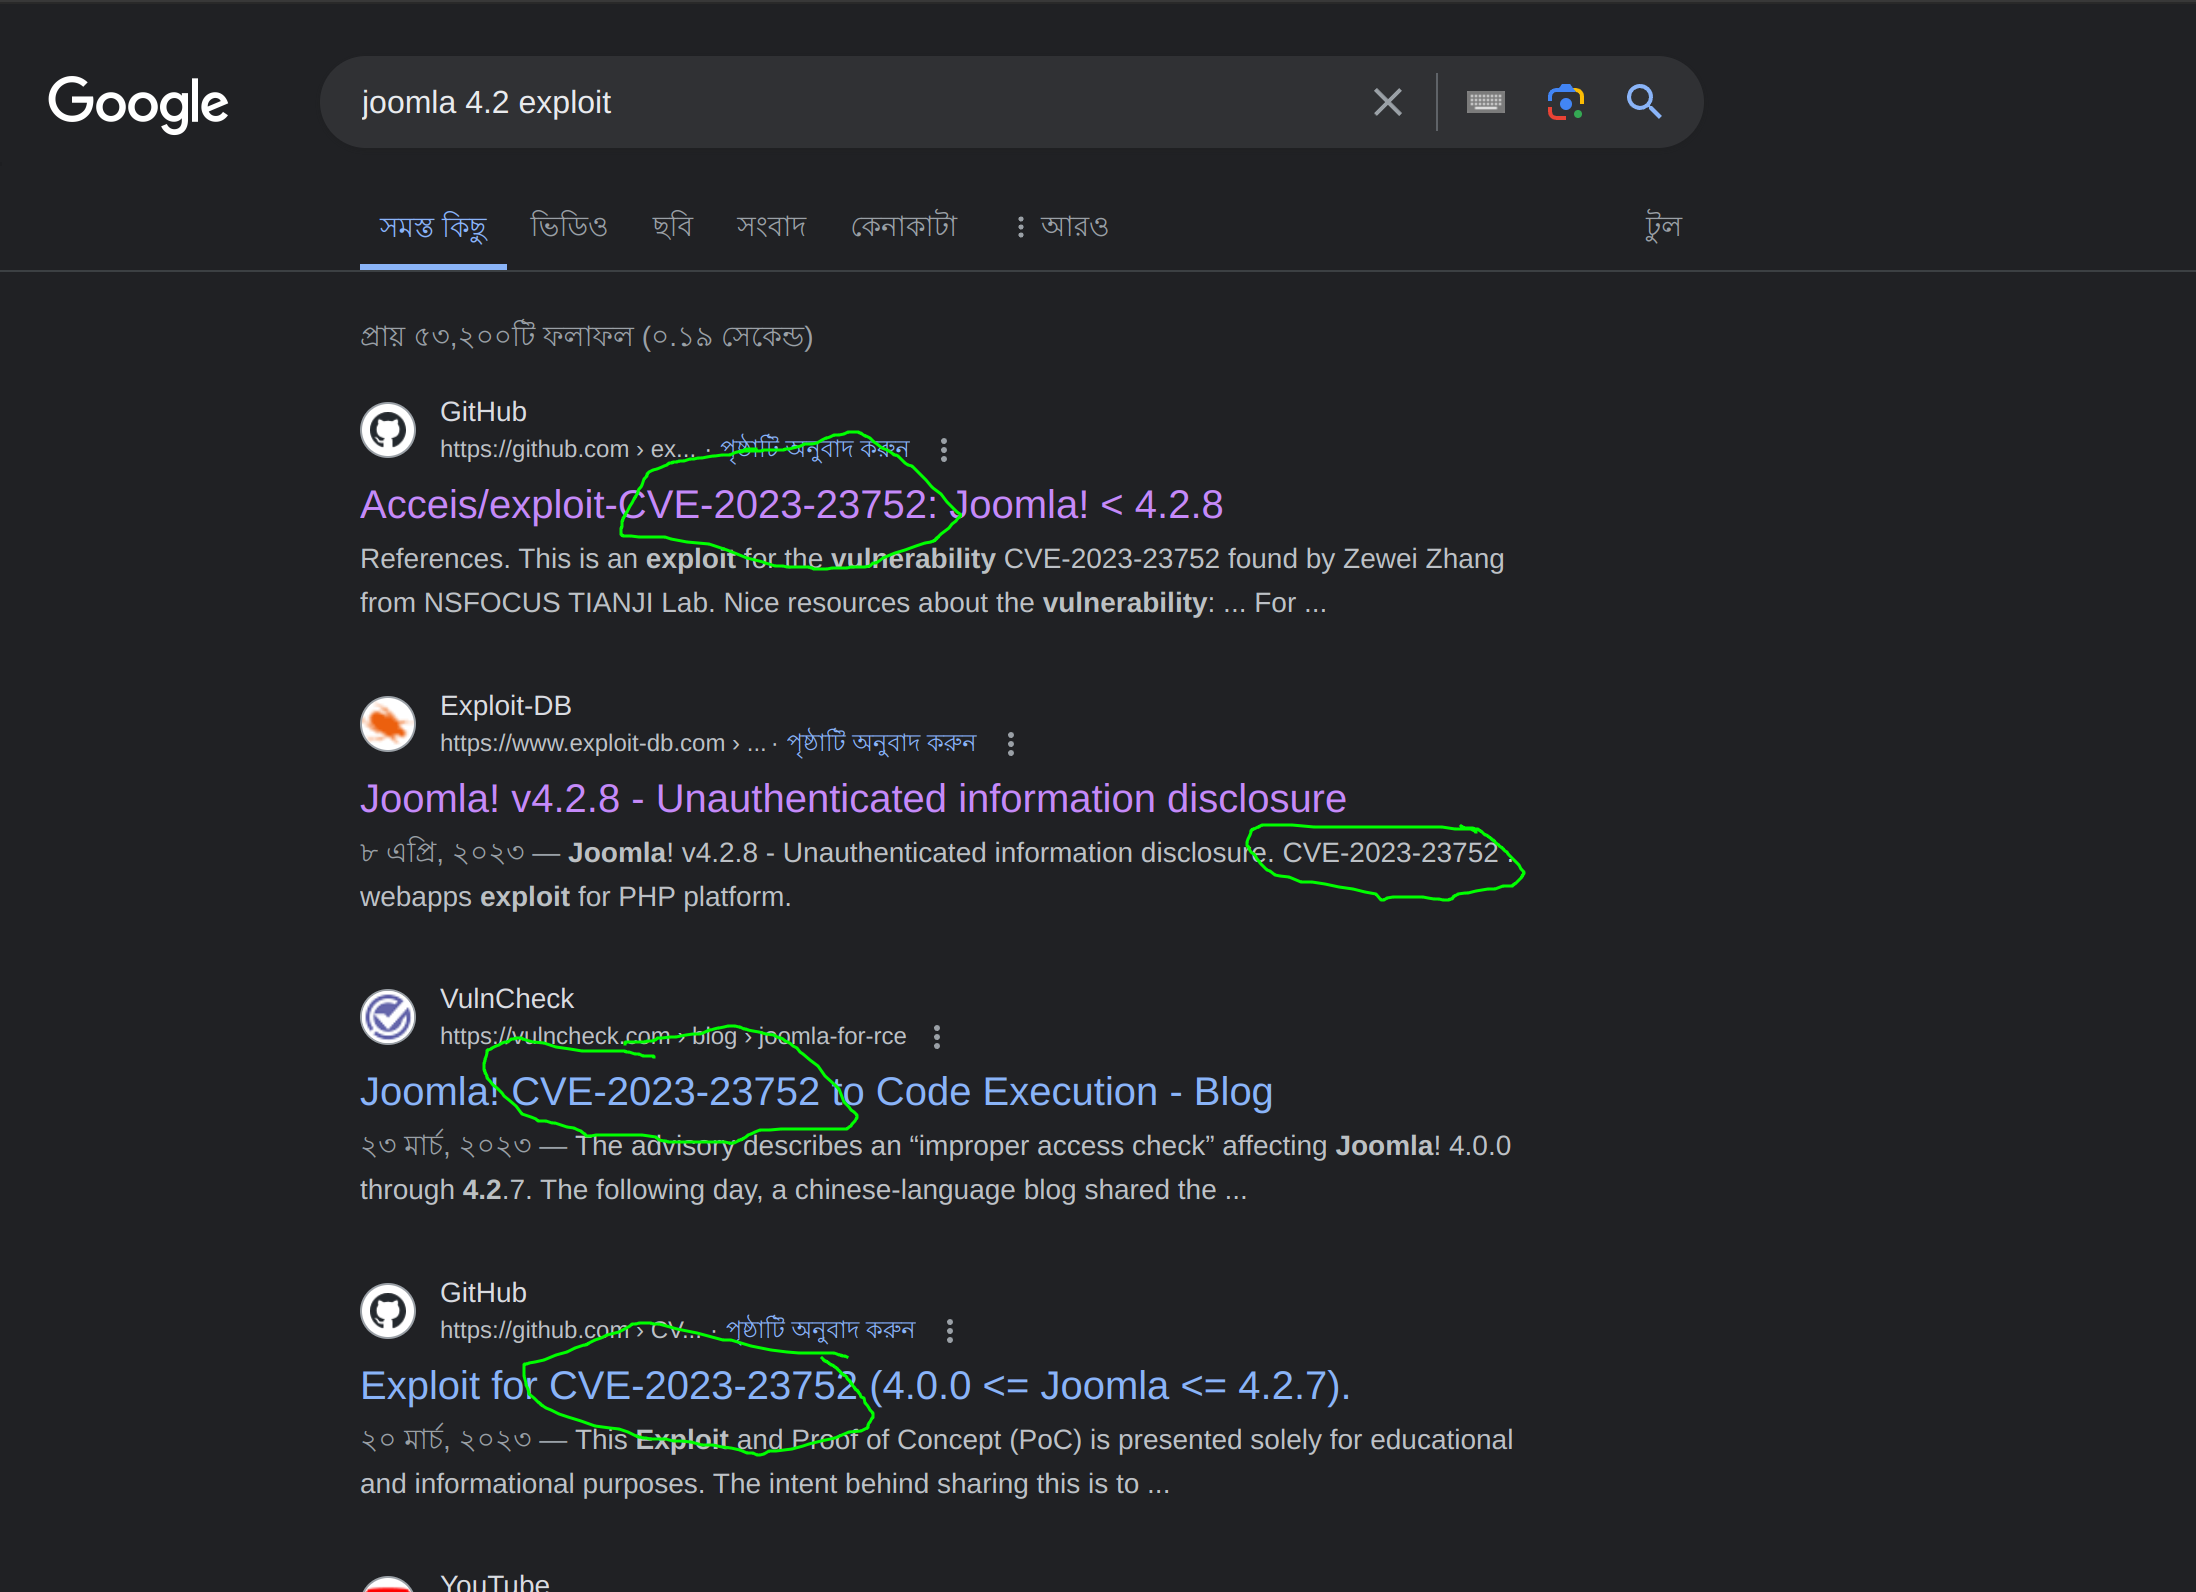 Google
joomla 4.2 exploit
সমস্ত কিছু ভিডিও ছবি সংবাদ কেনাকাটা আরও টুল
প্রায় ৫৩,২০০টি ফলাফল (০.১৯ সেকেন্ড)
GitHub
https://github.com › ex... · পৃষ্ঠাটি অনুবাদ করুন
Acceis/exploit-CVE-2023-23752: Joomla! < 4.2.8
References. This is an exploit for the vulnerability CVE-2023-23752 found by Zewei Zhang
from NSFOCUS TIANJI Lab. Nice resources about the vulnerability: ... For ...
Exploit-DB
https://www.exploit-db.com › ... · পৃষ্ঠাটি অনুবাদ করুন
Joomla! v4.2.8 - Unauthenticated information disclosure
৮ এপ্রি, ২০২৩ — Joomla! v4.2.8 - Unauthenticated information disclosure. CVE-2023-23752 .
webapps exploit for PHP platform.
VulnCheck
https://vulncheck.com › blog › joomla-for-rce
Joomla! CVE-2023-23752 to Code Execution - Blog
২৩ মার্চ, ২০২৩ — The advisory describes an “improper access check” affecting Joomla! 4.0.0
through 4.2.7. The following day, a chinese-language blog shared the ...
GitHub
https://github.com › CV... · পৃষ্ঠাটি অনুবাদ করুন
Exploit for CVE-2023-23752 (4.0.0 <= Joomla <= 4.2.7).
২০ মার্চ, ২০২৩ — This Exploit and Proof of Concept (PoC) is presented solely for educational
and informational purposes. The intent behind sharing this is to ...
YouTube